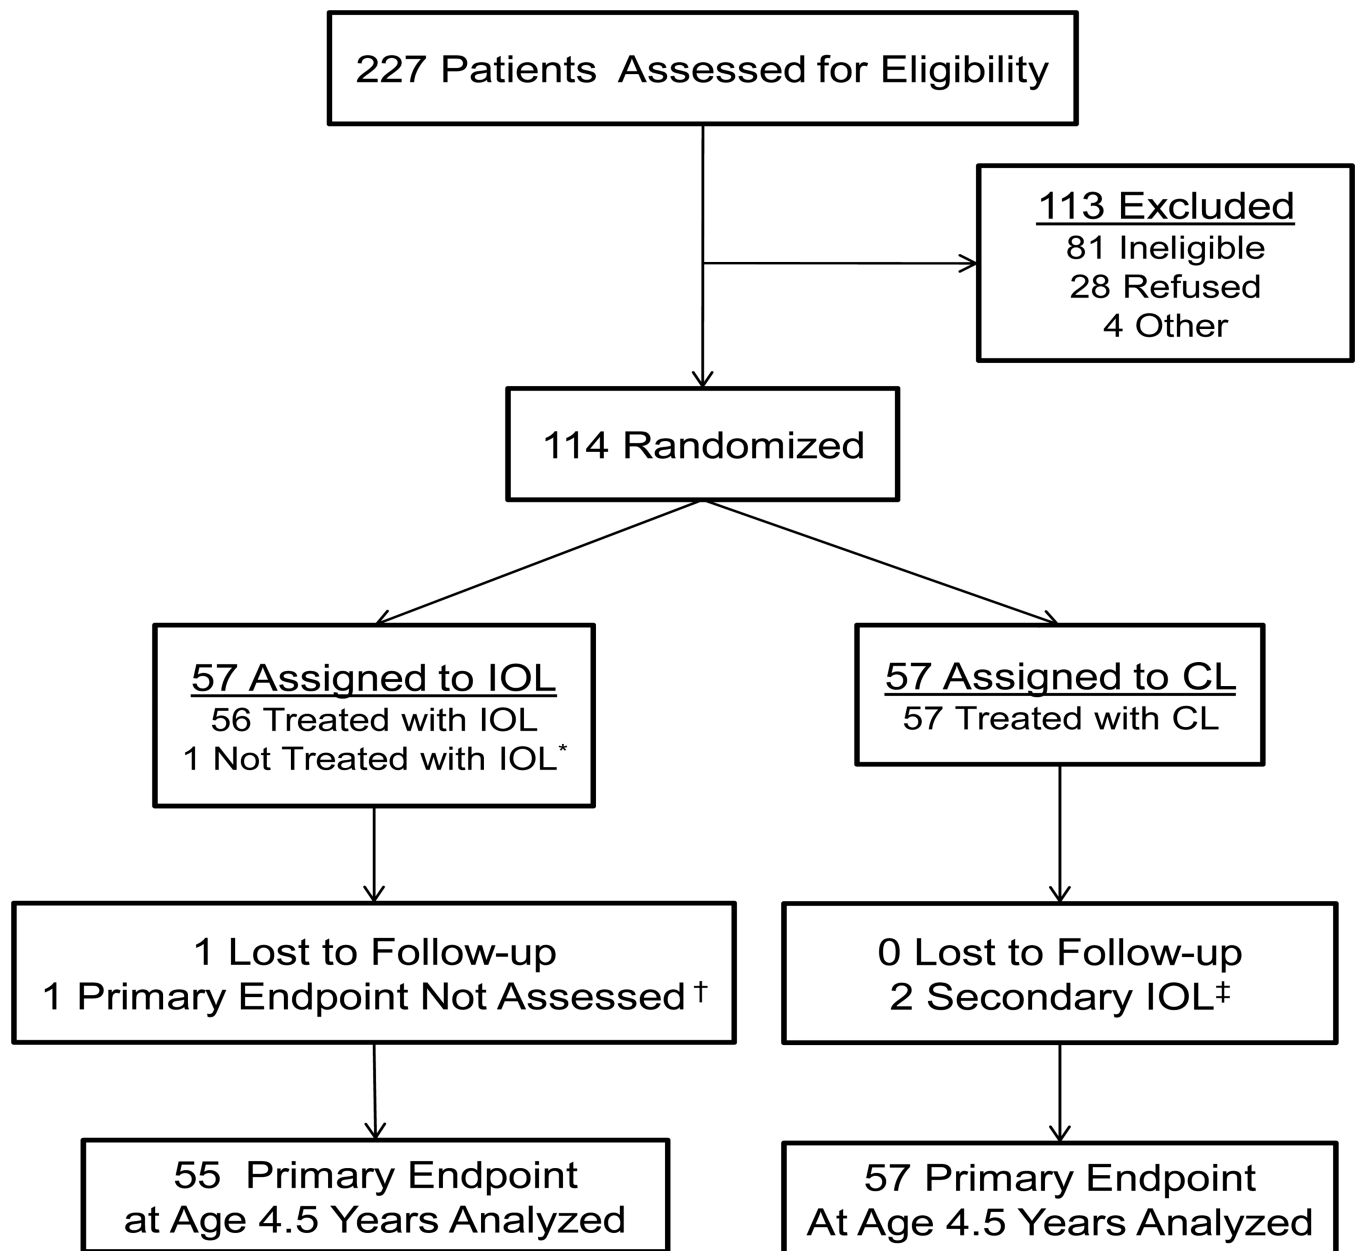 227 Patients Assessed for Eligibility
113 Excluded
81 Ineligible
28 Refused
4 Other
114 Randomized
57 Assigned to IOL
56 Treated with IOL
1 Not Treated with IOL*
57 Assigned to CL
57 Treated with CL
1 Lost to Follow-up
1 Primary Endpoint Not Assessed†
0 Lost to Follow-up
2 Secondary IOL‡
55 Primary Endpoint
at Age 4.5 Years Analyzed
57 Primary Endpoint
At Age 4.5 Years Analyzed